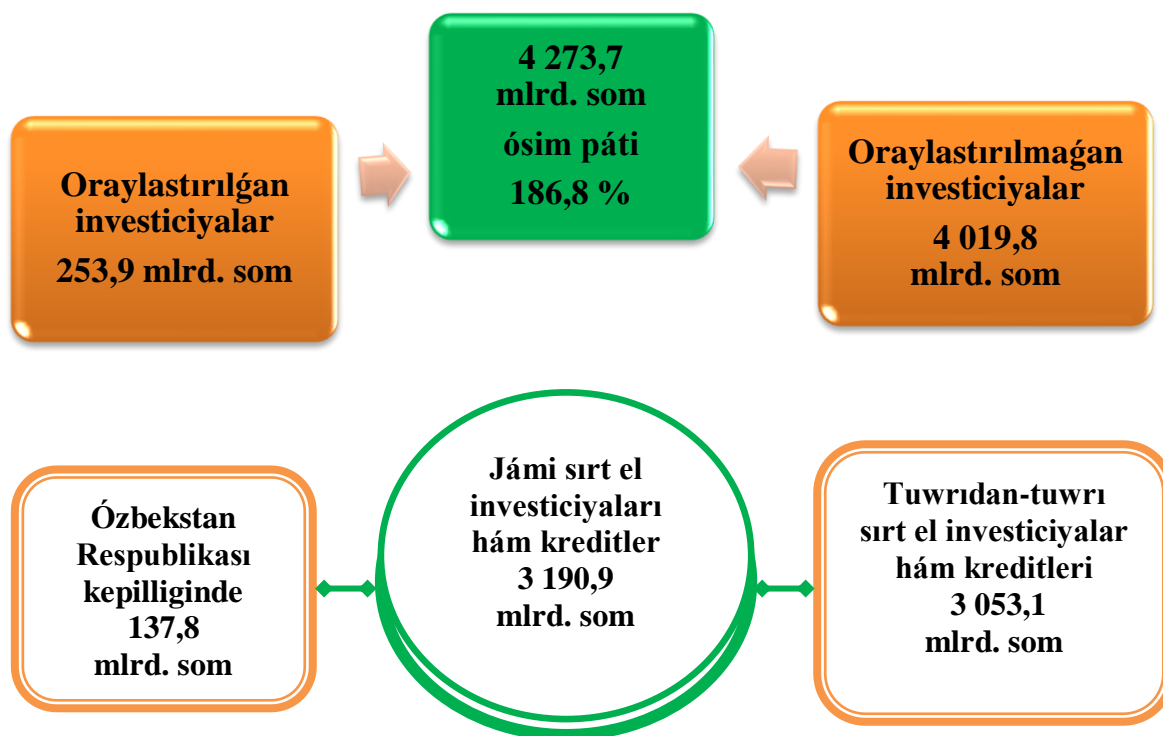 4 273,7
mlrd. som
ósim páti
186,8 %
Oraylastırılǵan
investiciyalar
253,9 mlrd. som
Oraylastırılmaǵan
investiciyalar
4 019,8
mlrd. som
Ózbekstan
Respublikası
kepilliginde
137,8
mlrd. som
Jámi sırt el
investiciyaları
hám kreditler
3 190,9
mlrd. som
Tuwrıdan-tuwrı
sırt el investiciyalar
hám kreditleri
3 053,1
mlrd. som